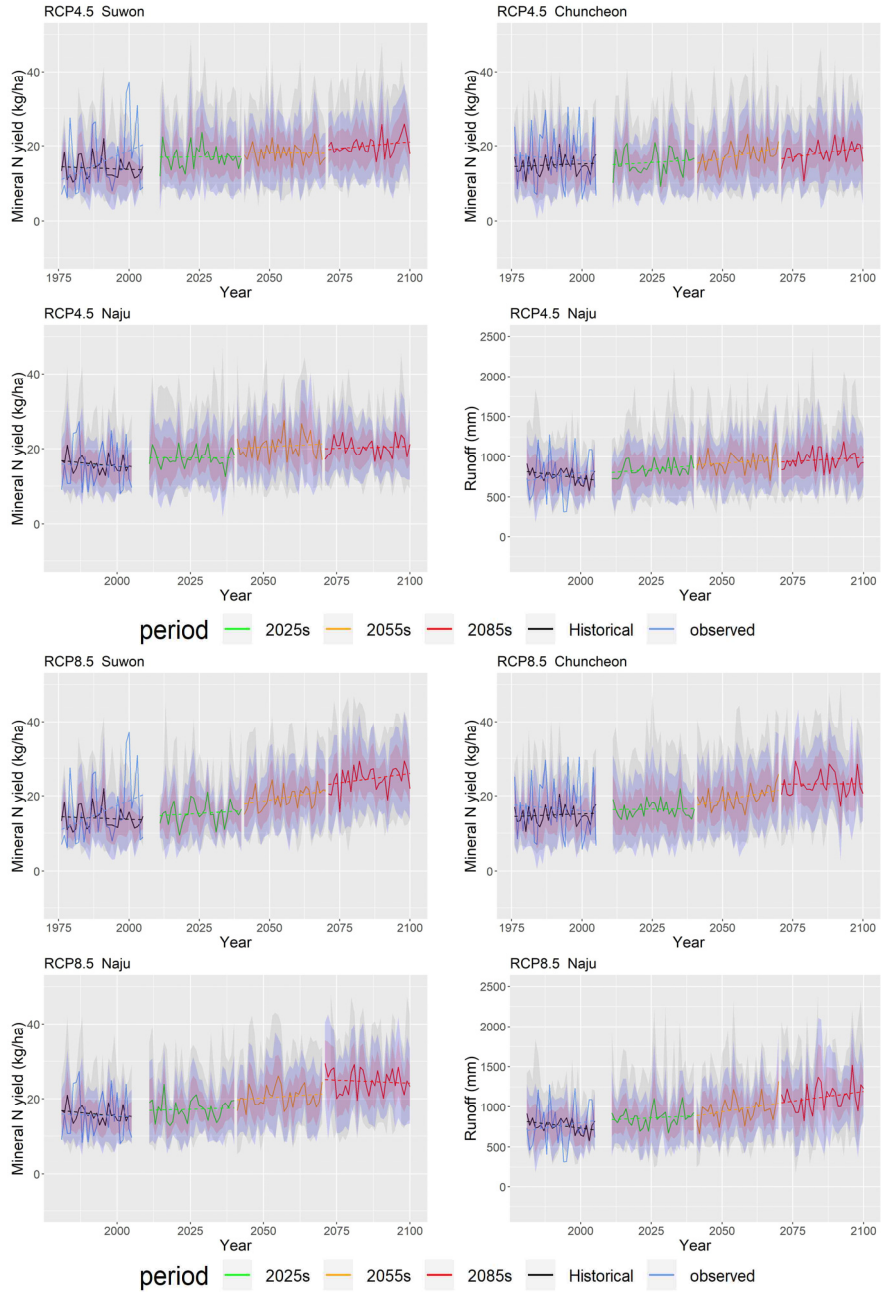 RCP4.5 Suwon
Mineral N yield (kg/ha)
40
20
0
1975 2000 2025 2050 2075 2100
Year
RCP4.5 Chuncheon
Mineral N yield (kg/ha)
40
20
0
1975 2000 2025 2050 2075 2100
Year
RCP4.5 Naju
Mineral N yield (kg/ha)
40
20
0
2000 2025 2050 2075 2100
Year
RCP4.5 Naju
Runoff (mm)
2500
2000
1500
1000
500
0
2000 2025 2050 2075 2100
Year
period 2025s 2055s 2085s Historical observed
RCP8.5 Suwon
Mineral N yield (kg/ha)
40
20
0
1975 2000 2025 2050 2075 2100
Year
RCP8.5 Chuncheon
Mineral N yield (kg/ha)
40
20
0
1975 2000 2025 2050 2075 2100
Year
RCP8.5 Naju
Mineral N yield (kg/ha)
40
20
0
2000 2025 2050 2075 2100
Year
RCP8.5 Naju
Runoff (mm)
2500
2000
1500
1000
500
0
2000 2025 2050 2075 2100
Year
period 2025s 2055s 2085s Historical observed